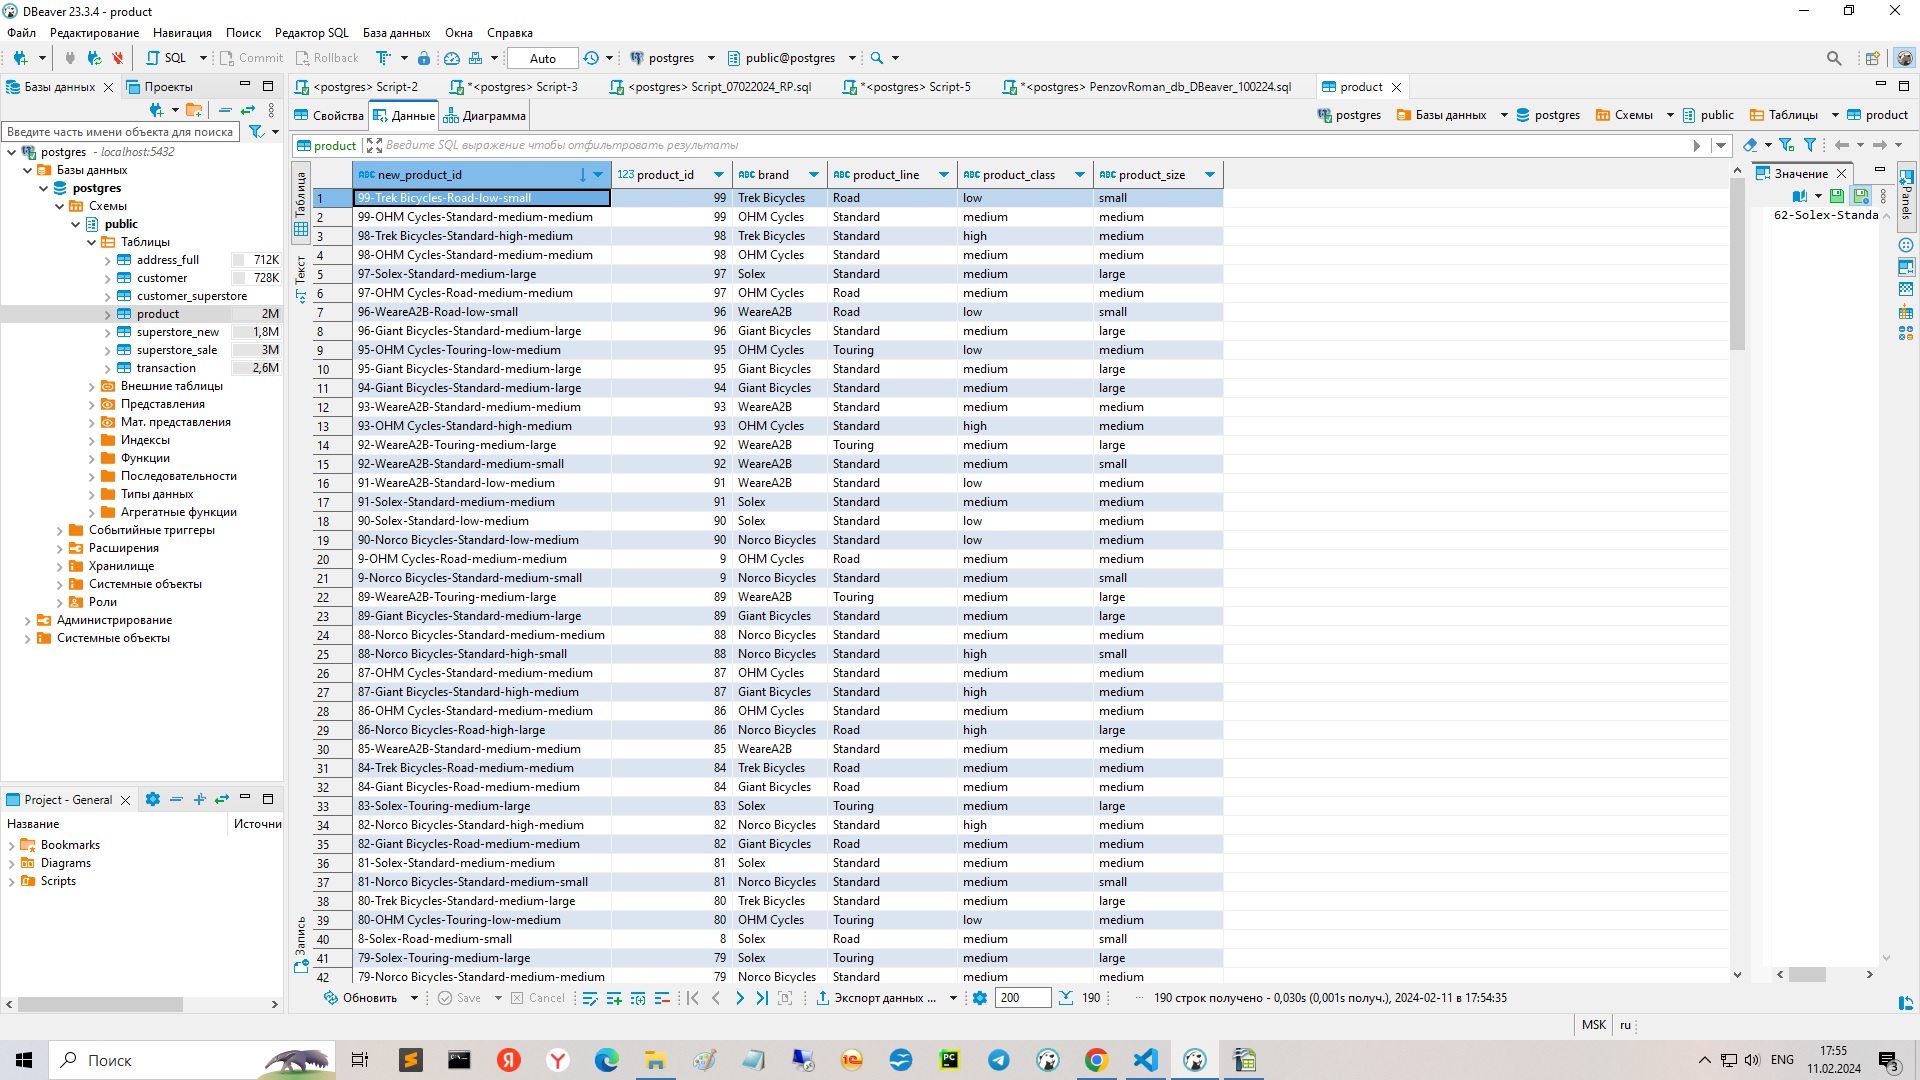 DBeaver 23.3.4 - product
Файл Редактирование Навигация Поиск Редактор SQL База данных Окна Справка
SQL Commit Rollback Auto postgres public@postgres
Базы данных Проекты
<postgres> Script-2 *<postgres> Script-3 <postgres> Script_07022024_RP.sql *<postgres> Script-5 *<postgres> PenzovRoman_db_DBeaver_100224.sql product
Свойства Данные Диаграмма
postgres Базы данных postgres Схемы public Таблицы product
Введите часть имени объекта для поиска
product Введите SQL выражение чтобы отфильтровать результаты
postgres - localhost:5432
Базы данных
postgres
Схемы
public
Таблицы
address_full 712K
customer 728K
customer_superstore
product 2M
superstore_new 1,8M
superstore_sale 3M
transaction 2,6M
Внешние таблицы
Представления
Мат. представления
Индексы
Функции
Последовательности
Типы данных
Агрегатные функции
Событийные триггеры
Расширения
Хранилище
Системные объекты
Роли
Администрирование
Системные объекты
Project - General
Название Источни
Bookmarks
Diagrams
Scripts
Таблица
Текст
Запись
ABC new_product_id 123 product_id ABC brand ABC product_line ABC product_class ABC product_size
1 99-Trek Bicycles-Road-low-small 99 Trek Bicycles Road low small
2 99-OHM Cycles-Standard-medium-medium 99 OHM Cycles Standard medium medium
3 98-Trek Bicycles-Standard-high-medium 98 Trek Bicycles Standard high medium
4 98-OHM Cycles-Standard-medium-medium 98 OHM Cycles Standard medium medium
5 97-Solex-Standard-medium-large 97 Solex Standard medium large
6 97-OHM Cycles-Road-medium-medium 97 OHM Cycles Road medium medium
7 96-WeareA2B-Road-low-small 96 WeareA2B Road low small
8 96-Giant Bicycles-Standard-medium-large 96 Giant Bicycles Standard medium large
9 95-OHM Cycles-Touring-low-medium 95 OHM Cycles Touring low medium
10 95-Giant Bicycles-Standard-medium-large 95 Giant Bicycles Standard medium large
11 94-Giant Bicycles-Standard-medium-large 94 Giant Bicycles Standard medium large
12 93-WeareA2B-Standard-medium-medium 93 WeareA2B Standard medium medium
13 93-OHM Cycles-Standard-high-medium 93 OHM Cycles Standard high medium
14 92-WeareA2B-Touring-medium-large 92 WeareA2B Touring medium large
15 92-WeareA2B-Standard-medium-small 92 WeareA2B Standard medium small
16 91-WeareA2B-Standard-low-medium 91 WeareA2B Standard low medium
17 91-Solex-Standard-medium-medium 91 Solex Standard medium medium
18 90-Solex-Standard-low-medium 90 Solex Standard low medium
19 90-Norco Bicycles-Standard-low-medium 90 Norco Bicycles Standard low medium
20 9-OHM Cycles-Road-medium-medium 9 OHM Cycles Road medium medium
21 9-Norco Bicycles-Standard-medium-small 9 Norco Bicycles Standard medium small
22 89-WeareA2B-Touring-medium-large 89 WeareA2B Touring medium large
23 89-Giant Bicycles-Standard-medium-large 89 Giant Bicycles Standard medium large
24 88-Norco Bicycles-Standard-medium-medium 88 Norco Bicycles Standard medium medium
25 88-Norco Bicycles-Standard-high-small 88 Norco Bicycles Standard high small
26 87-OHM Cycles-Standard-medium-medium 87 OHM Cycles Standard medium medium
27 87-Giant Bicycles-Standard-high-medium 87 Giant Bicycles Standard high medium
28 86-OHM Cycles-Standard-medium-medium 86 OHM Cycles Standard medium medium
29 86-Norco Bicycles-Road-high-large 86 Norco Bicycles Road high large
30 85-WeareA2B-Standard-medium-medium 85 WeareA2B Standard medium medium
31 84-Trek Bicycles-Road-medium-medium 84 Trek Bicycles Road medium medium
32 84-Giant Bicycles-Road-medium-medium 84 Giant Bicycles Road medium medium
33 83-Solex-Touring-medium-large 83 Solex Touring medium large
34 82-Norco Bicycles-Standard-high-medium 82 Norco Bicycles Standard high medium
35 82-Giant Bicycles-Road-medium-medium 82 Giant Bicycles Road medium medium
36 81-Solex-Standard-medium-medium 81 Solex Standard medium medium
37 81-Norco Bicycles-Standard-medium-small 81 Norco Bicycles Standard medium small
38 80-Trek Bicycles-Standard-medium-large 80 Trek Bicycles Standard medium large
39 80-OHM Cycles-Touring-low-medium 80 OHM Cycles Touring low medium
40 8-Solex-Road-medium-small 8 Solex Road medium small
41 79-Solex-Touring-medium-large 79 Solex Touring medium large
42 79-Norco Bicycles-Standard-medium-medium 79 Norco Bicycles Standard medium medium
Значение
62-Solex-Standa
Panels
Обновить Save Cancel Экспорт данных ... 200 190 ... 190 строк получено - 0,030s (0,001s получ.), 2024-02-11 в 17:54:35
MSK ru
Поиск
ENG 17:55
11.02.2024
3